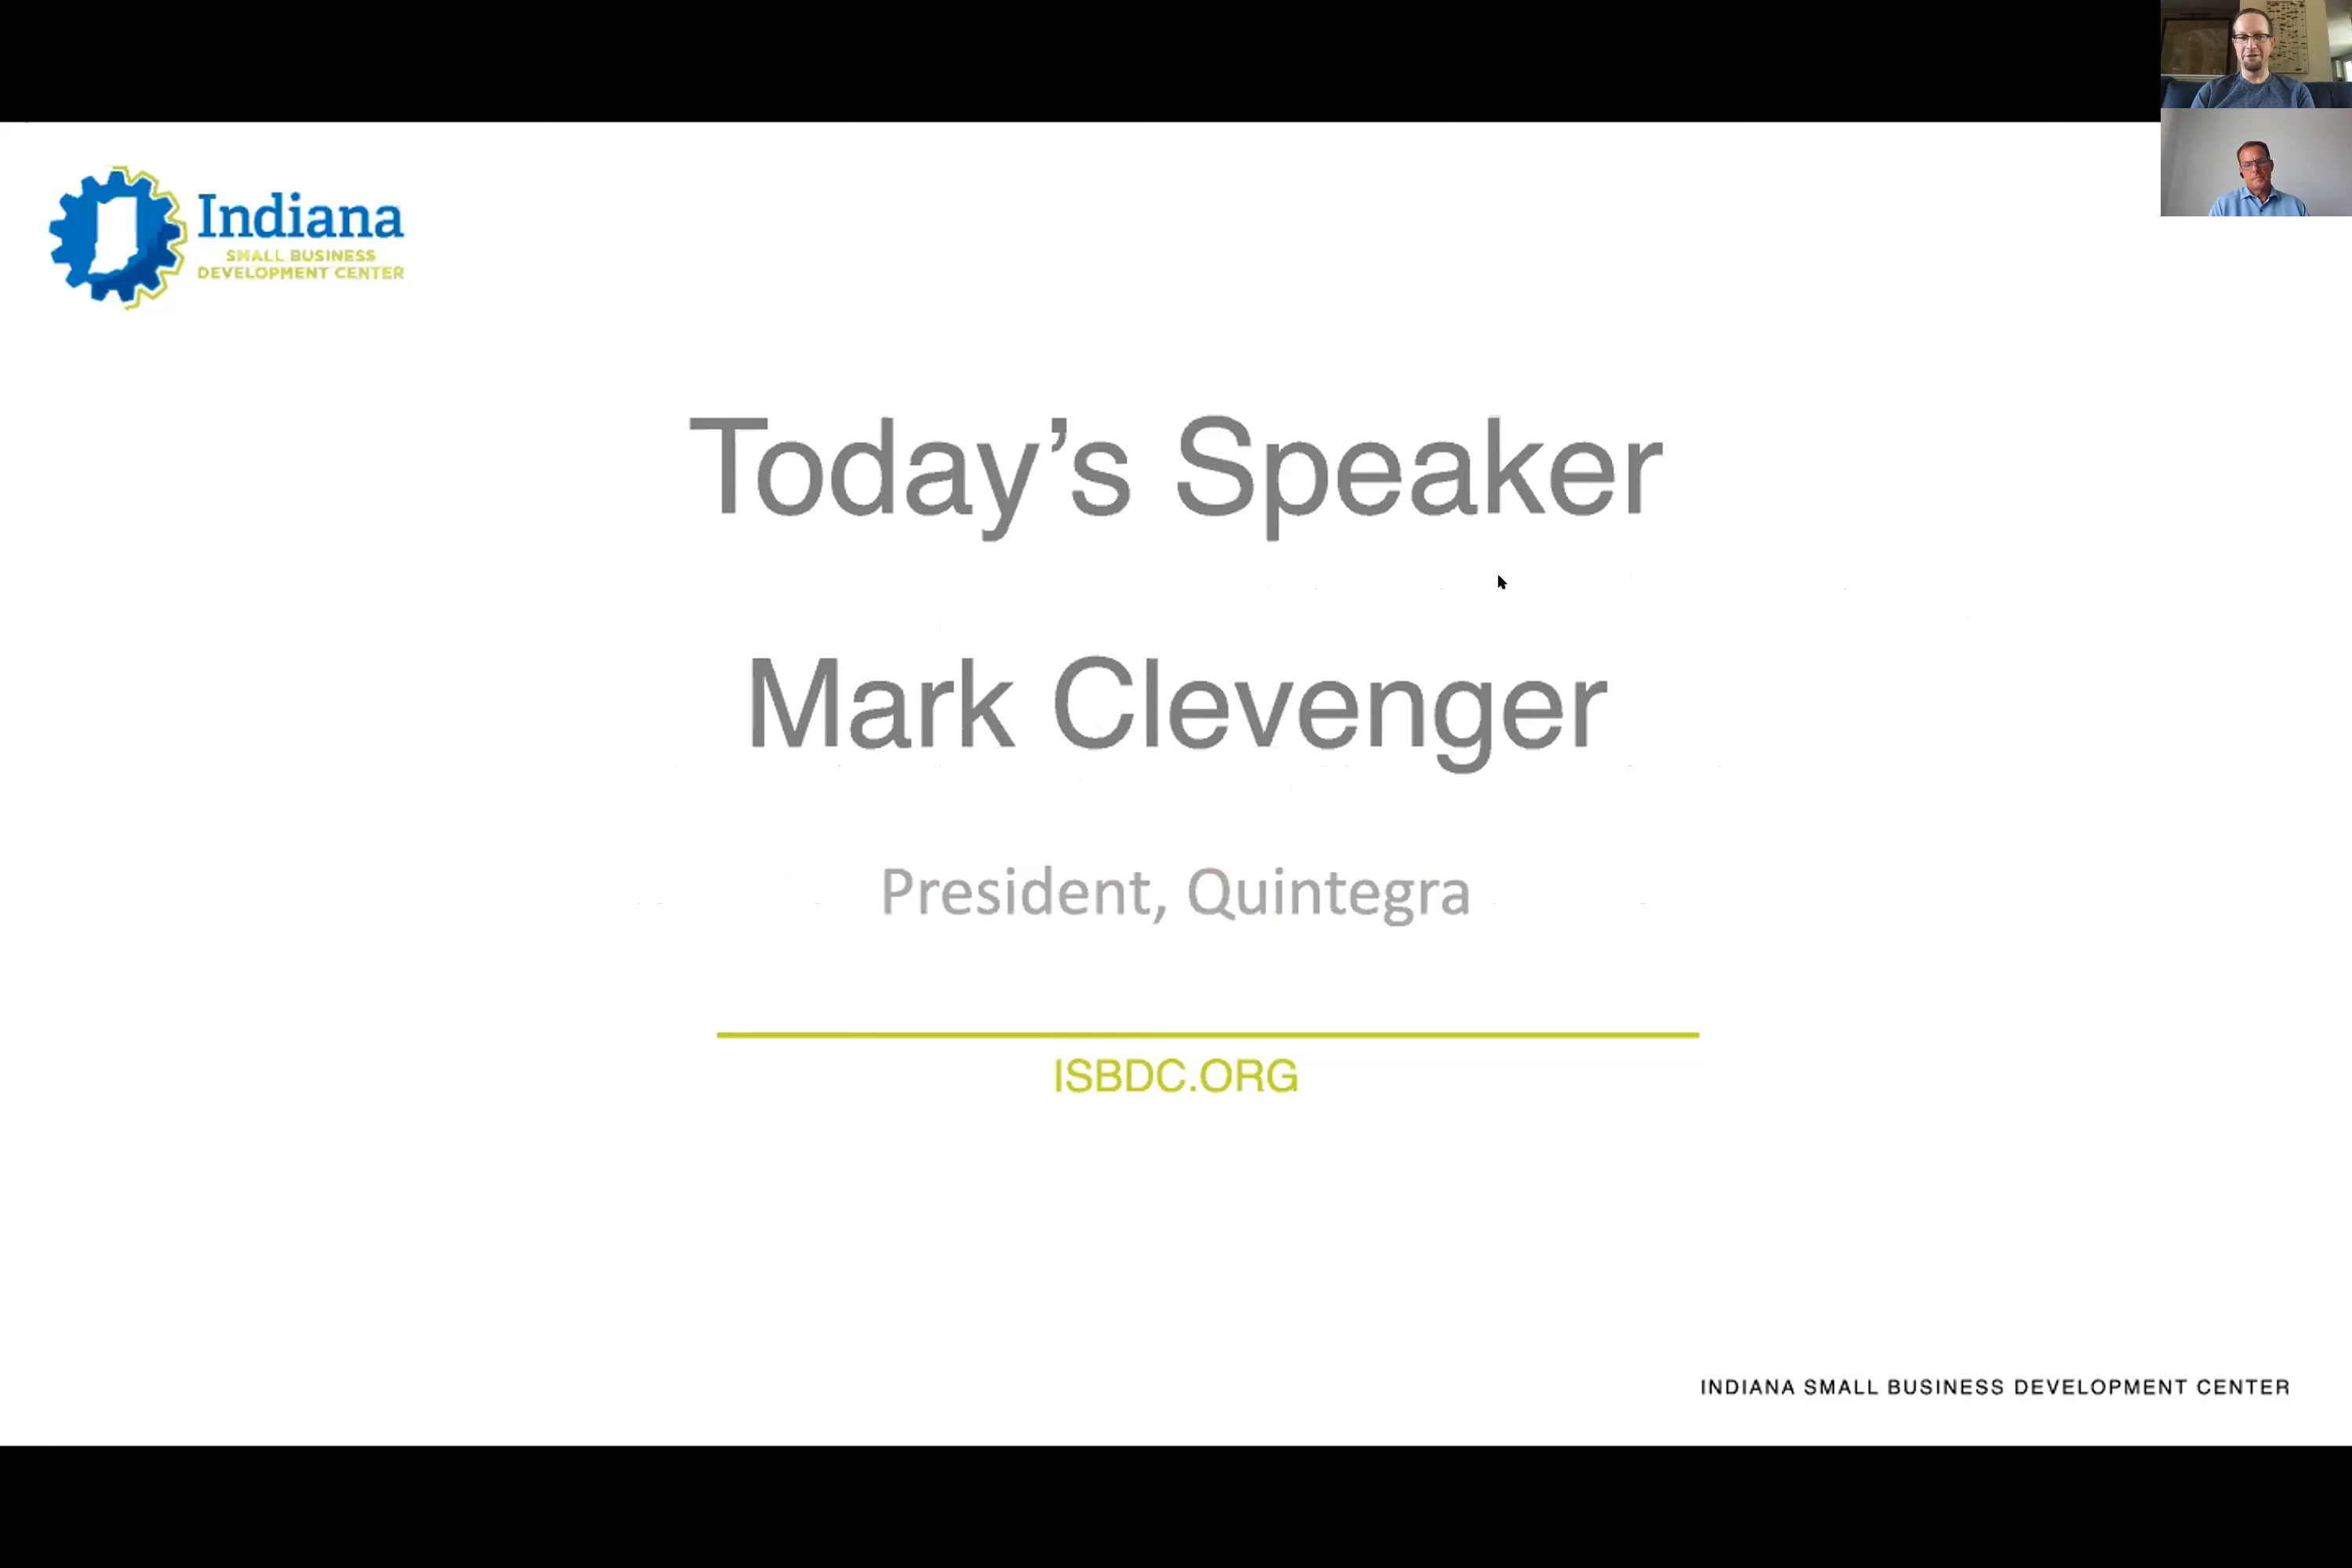 Indiana
SMALL BUSINESS
DEVELOPMENT CENTER
Today's Speaker
Mark Clevenger
President, Quintegra
ISBDC.ORG
INDIANA SMALL BUSINESS DEVELOPMENT CENTER